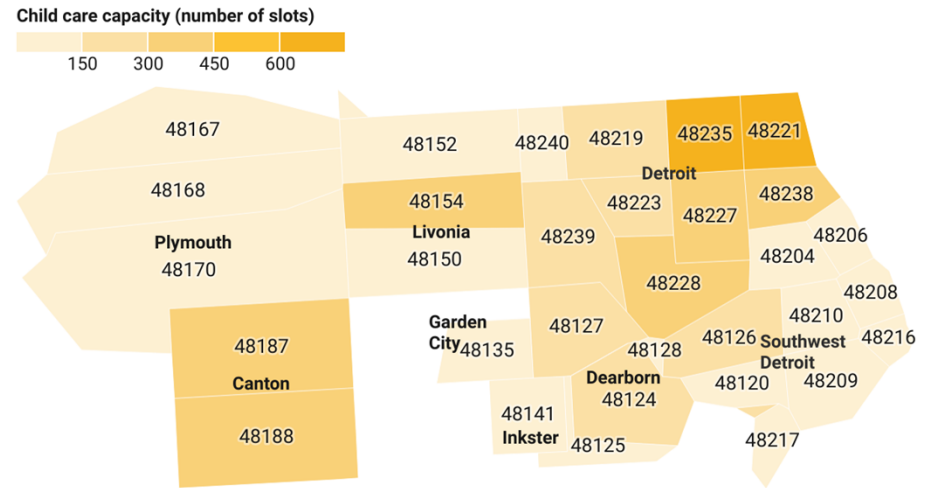 Child care capacity (number of slots)
150 300 450 600
48167
48152
48240
48219
48235
48221
Detroit
48168
48154
48223
48227
48238
Plymouth
Livonia
48239
48206
48170
48150
48204
48228
48208
48210
Garden
City
48135
48127
48126
Southwest
Detroit
48216
48187
48128
Canton
Dearborn
48124
48120
48209
48188
48141
Inkster
48125
48217